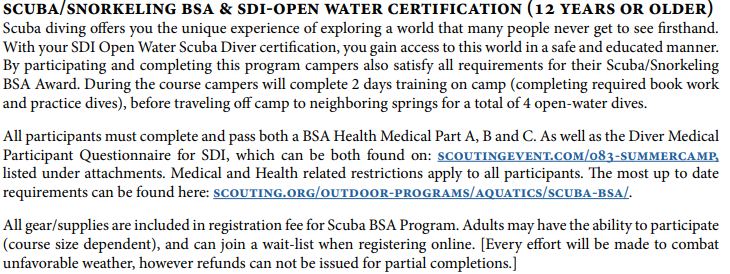 SCUBA/SNORKELING BSA & SDI-OPEN WATER CERTIFICATION (12 YEARS OR OLDER)
Scuba diving offers you the unique experience of exploring a world that many people never get to see firsthand.
With your SDI Open Water Scuba Diver certification, you gain access to this world in a safe and educated manner.
By participating and completing this program campers also satisfy all requirements for their Scuba/Snorkeling
BSA Award. During the course campers will complete 2 days training on camp (completing required book work
and practice dives), before traveling off camp to neighboring springs for a total of 4 open-water dives.
All participants must complete and pass both a BSA Health Medical Part A, B and C. As well as the Diver Medical
Participant Questionnaire for SDI, which can be both found on: SCOUTINGEVENT.COM/083-SUMMERCAMP,
listed under attachments. Medical and Health related restrictions apply to all participants. The most up to date
requirements can be found here: SCOUTING.ORG/OUTDOOR-PROGRAMS/AQUATICS/SCUBA-BSA/.
All gear/supplies are included in registration fee for Scuba BSA Program. Adults may have the ability to participate
(course size dependent), and can join a wait-list when registering online. [Every effort will be made to combat
unfavorable weather, however refunds can not be issued for partial completions.]